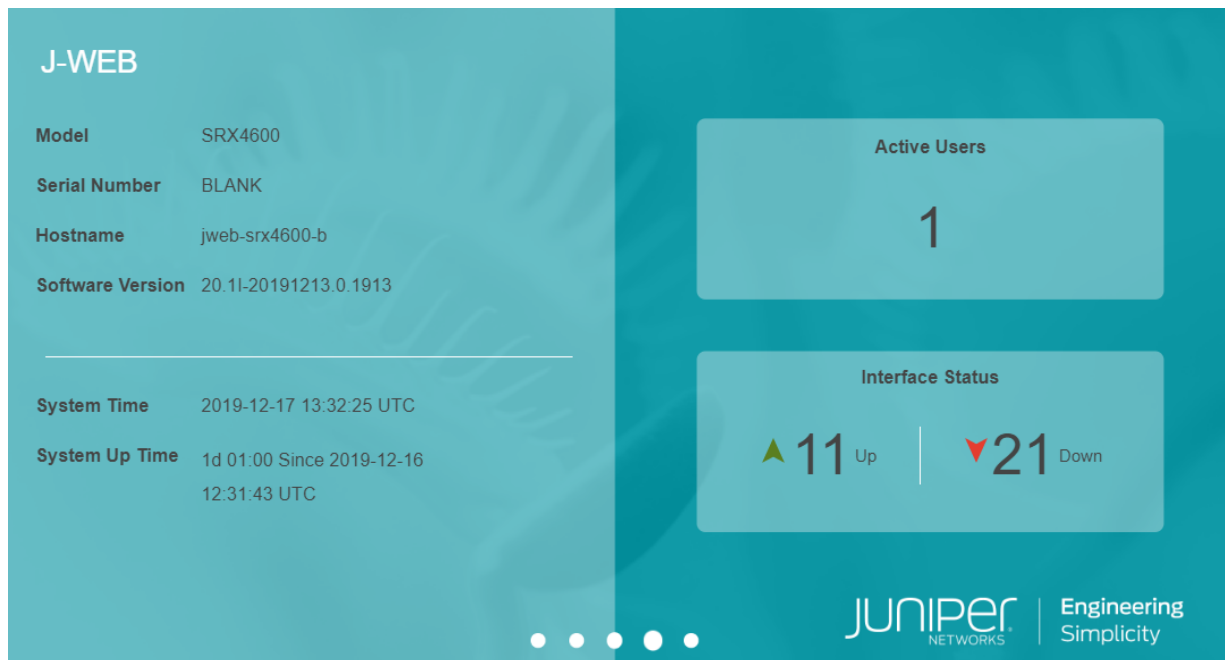 J-WEB
Model SRX4600
Serial Number BLANK
Hostname jweb-srx4600-b
Software Version 20.1I-20191213.0.1913
System Time 2019-12-17 13:32:25 UTC
System Up Time 1d 01:00 Since 2019-12-16
12:31:43 UTC
Active Users
1
Interface Status
11 Up 21 Down
JUNIPER Engineering
NETWORKS Simplicity